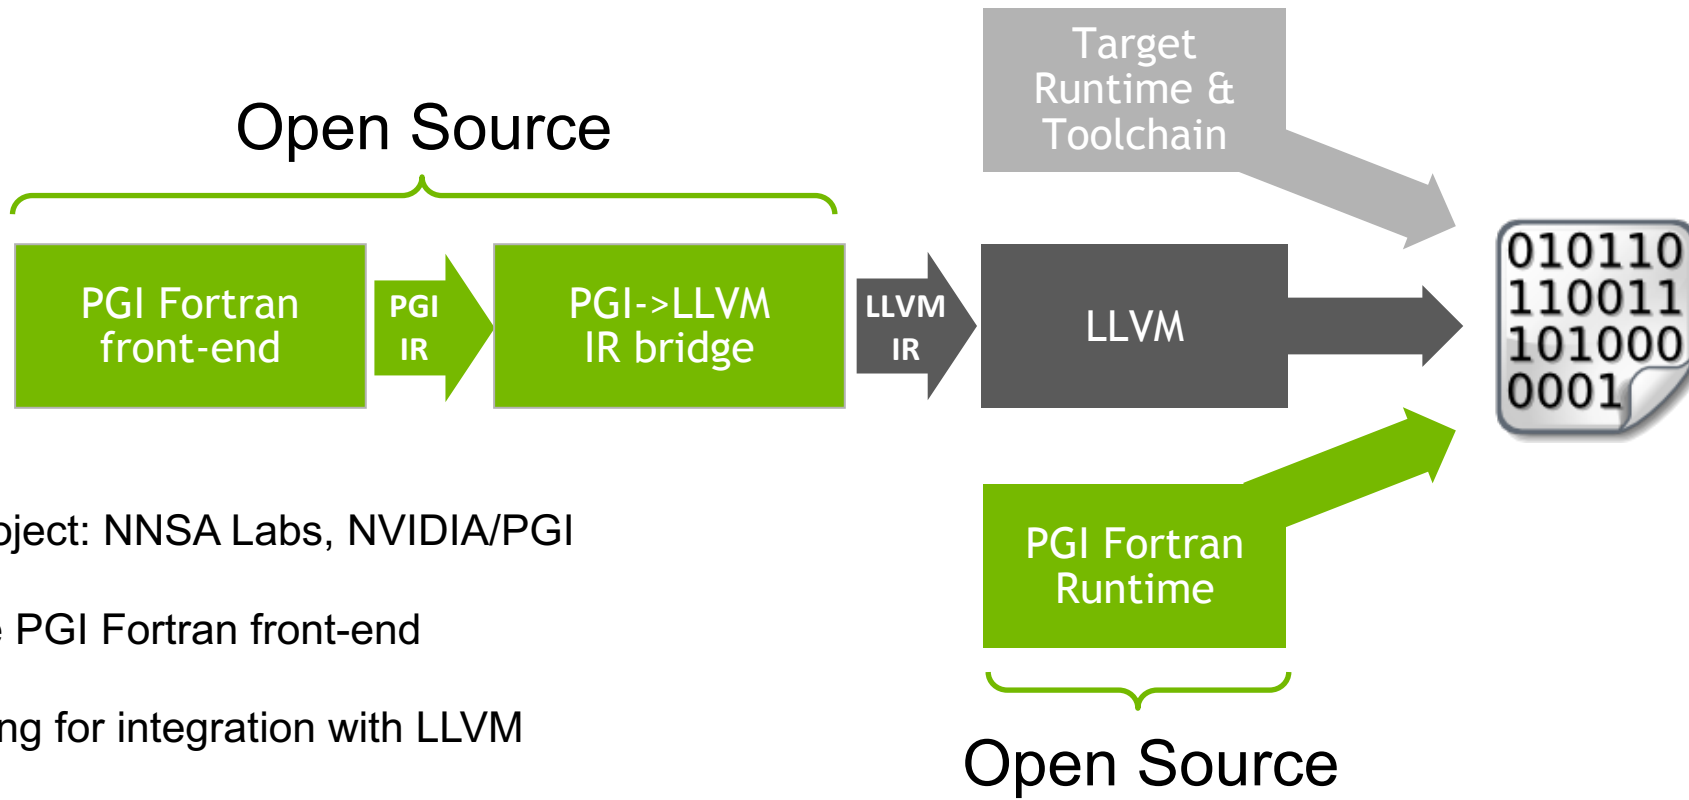 Target
Runtime &
Toolchain
Open Source
PGI Fortran
front-end
PGI
IR
PGI->LLVM
IR bridge
LLVM
IR
LLVM
010110
110011
101000
0001
oject: NNSA Labs, NVIDIA/PGI
e PGI Fortran front-end
ng for integration with LLVM
PGI Fortran
Runtime
Open Source